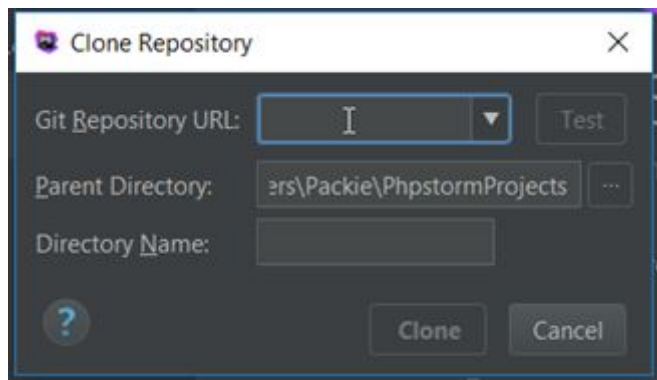 Clone Repository
Git Repository URL: Test
Parent Directory: ers\Packie\PhpstormProjects ...
Directory Name:
? Clone Cancel